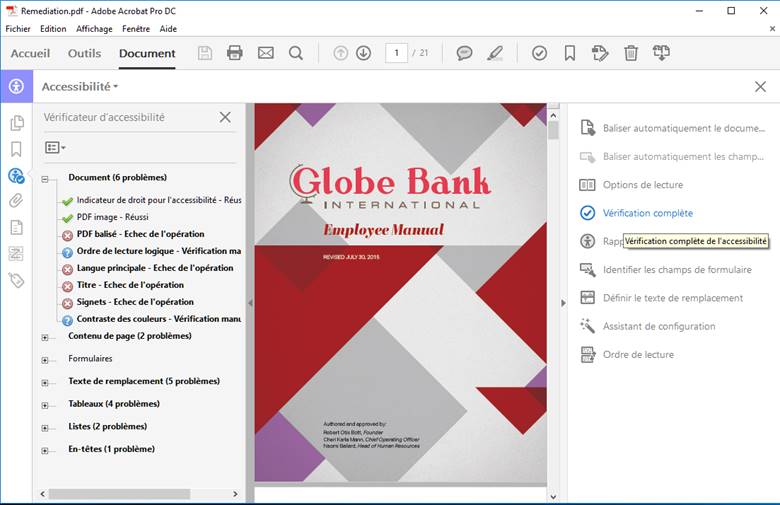 Remediation.pdf - Adobe Acrobat Pro DC
Fichier Edition Affichage Fenêtre Aide
Accueil Outils Document 1 / 21
Accessibilité
Vérificateur d'accessibilité
Document (6 problèmes)
Indicateur de droit pour l'accessibilité - Réus
PDF image - Réussi
PDF balisé - Echec de l'opération
Ordre de lecture logique - Vérification ma
Langue principale - Echec de l'opération
Titre - Echec de l'opération
Signets - Echec de l'opération
Contraste des couleurs - Vérification manu
Contenu de page (2 problèmes)
Formulaires
Texte de remplacement (5 problèmes)
Tableaux (4 problèmes)
Listes (2 problèmes)
En-têtes (1 problème)
Globe Bank
INTERNATIONAL
Employee Manual
REVISED JULY 30, 2015
Authored and approved by:
Robert Otis Bott, Founder
Cheri Karla Mann, Chief Operating Officer
Naomi Ballard, Head of Human Resources
Baliser automatiquement le docume...
Baliser automatiquement les champ...
Options de lecture
Vérification complète
Rapp
Vérification complète de l'accessibilité
Identifier les champs de formulaire
Définir le texte de remplacement
Assistant de configuration
Ordre de lecture